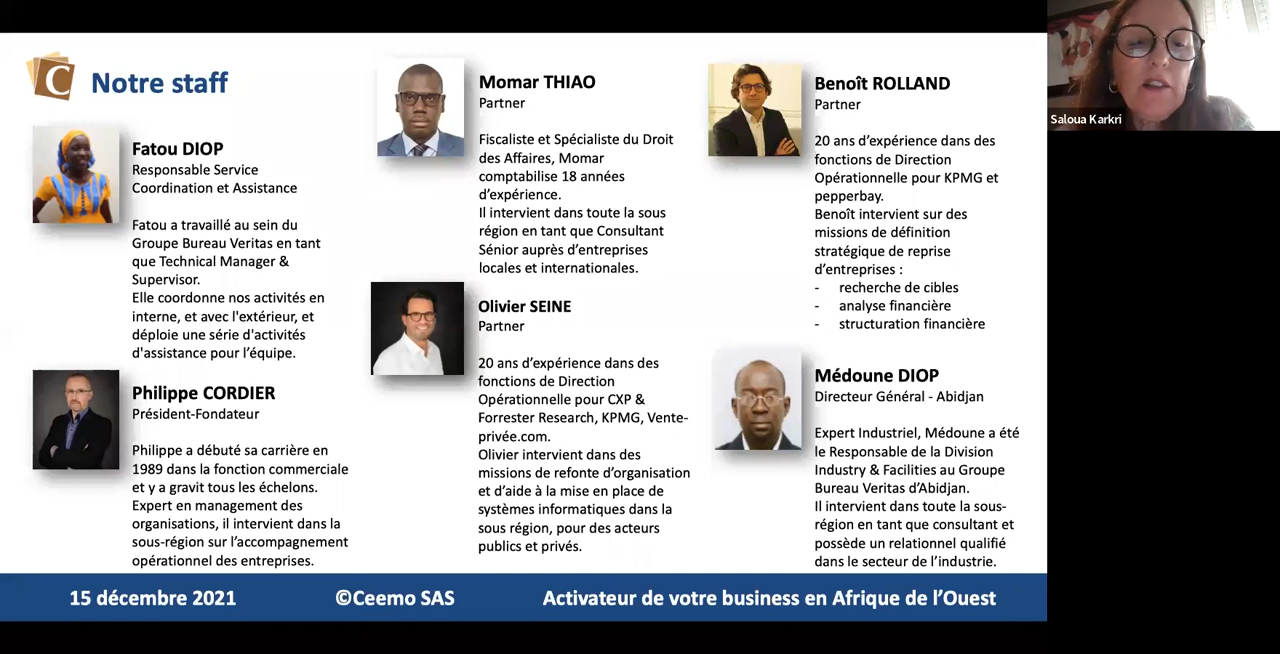 C
Notre staff
Fatou DIOP
Responsable Service
Coordination et Assistance
Fatou a travaillé au sein du
Groupe Bureau Veritas en tant
que Technical Manager &
Supervisor.
Elle coordonne nos activités en
interne, et avec l'extérieur, et
déploie une série d'activités
d'assistance pour l’équipe.
Philippe CORDIER
Président-Fondateur
Philippe a débuté sa carrière en
1989 dans la fonction commerciale
et y a gravit tous les échelons.
Expert en management des
organisations, il intervient dans la
sous-région sur l’accompagnement
opérationnel des entreprises.
Momar THIAO
Partner
Fiscaliste et Spécialiste du Droit
des Affaires, Momar
comptabilise 18 années
d’expérience.
Il intervient dans toute la sous
région en tant que Consultant
Sénior auprès d’entreprises
locales et internationales.
Olivier SEINE
Partner
20 ans d’expérience dans des
fonctions de Direction
Opérationnelle pour CXP &
Forrester Research, KPMG, Vente-
privée.com.
Olivier intervient dans des
missions de refonte d’organisation
et d’aide à la mise en place de
systèmes informatiques dans la
sous région, pour des acteurs
publics et privés.
Benoît ROLLAND
Partner
20 ans d’expérience dans des
fonctions de Direction
Opérationnelle pour KPMG et
pepperbay.
Benoît intervient sur des
missions de définition
stratégique de reprise
d’entreprises :
- recherche de cibles
- analyse financière
- structuration financière
Médoune DIOP
Directeur Général - Abidjan
Expert Industriel, Médoune a été
le Responsable de la Division
Industry & Facilities au Groupe
Bureau Veritas d’Abidjan.
Il intervient dans toute la sous-
région en tant que consultant et
possède un relationnel qualifié
dans le secteur de l’industrie.
15 décembre 2021
©Ceemo SAS
Activateur de votre business en Afrique de l’Ouest
Saloua Karkri